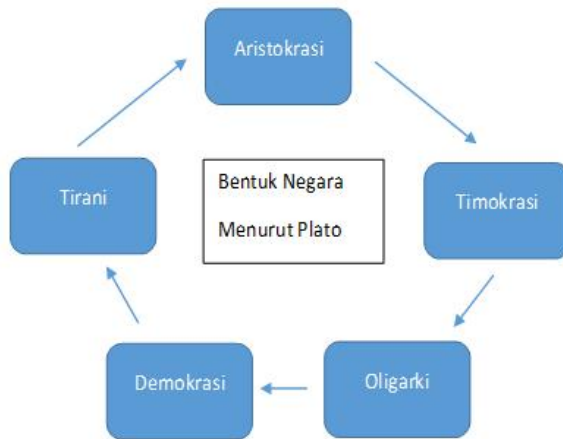 Aristokrasi
Tirani
Bentuk Negara
Menurut Plato
Timokrasi
Demokrasi
Oligarki